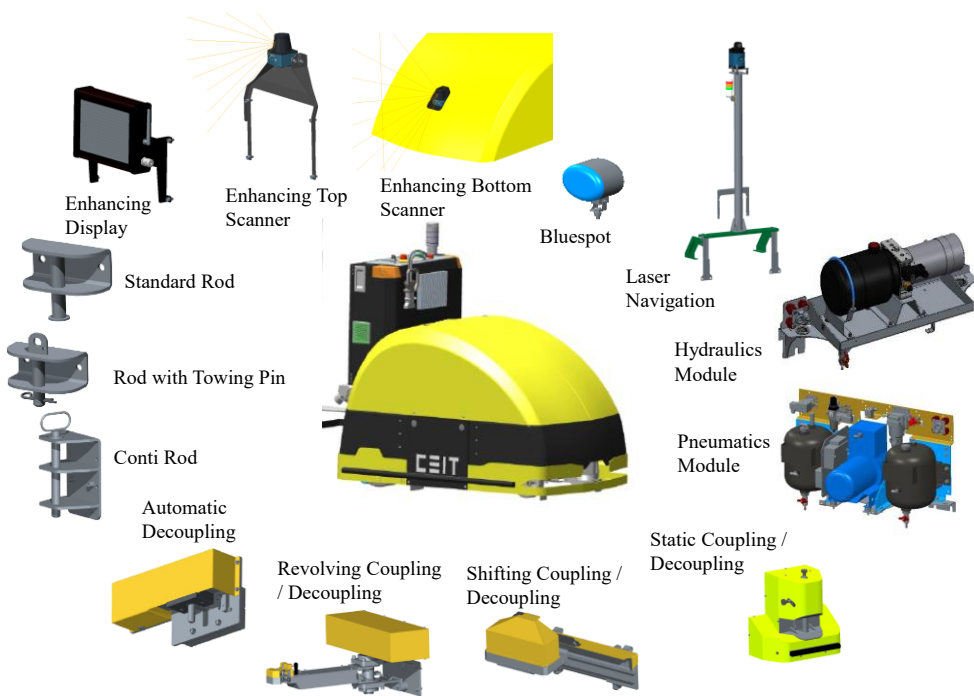 Enhancing
Display
Enhancing Top
Scanner
Enhancing Bottom
Scanner
Bluespot
Laser
Navigation
Standard Rod
Hydraulics
Module
Rod with Towing Pin
Conti Rod
Pneumatics
Module
CEIT
Automatic
Decoupling
Revolving Coupling
/ Decoupling
Shifting Coupling /
Decoupling
Static Coupling /
Decoupling